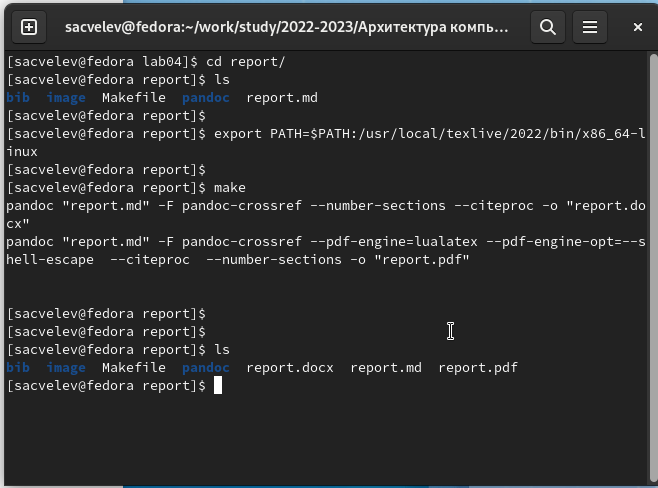 sacvelev@fedora:~/work/study/2022-2023/Архитектура компь...
[sacvelev@fedora lab04]$ cd report/
[sacvelev@fedora report]$ ls
bib  image  Makefile  pandoc  report.md
[sacvelev@fedora report]$
[sacvelev@fedora report]$ export PATH=$PATH:/usr/local/texlive/2022/bin/x86_64-l
inux
[sacvelev@fedora report]$
[sacvelev@fedora report]$ make
pandoc "report.md" -F pandoc-crossref --number-sections --citeproc -o "report.do
cx"
pandoc "report.md" -F pandoc-crossref --pdf-engine=lualatex --pdf-engine-opt=--s
hell-escape  --citeproc  --number-sections -o "report.pdf"
[sacvelev@fedora report]$
[sacvelev@fedora report]$
[sacvelev@fedora report]$ ls
bib  image  Makefile  pandoc  report.docx  report.md  report.pdf
[sacvelev@fedora report]$